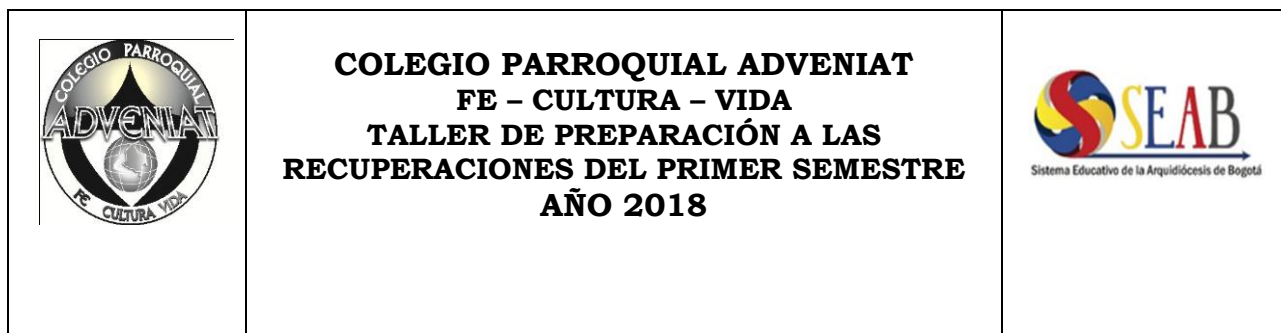 COLEGIO PARROQUIAL
ADVENIAT
FE CULTURA VIDA
COLEGIO PARROQUIAL ADVENIAT
FE – CULTURA – VIDA
TALLER DE PREPARACIÓN A LAS
RECUPERACIONES DEL PRIMER SEMESTRE
AÑO 2018
SEAB
Sistema Educativo de la Arquidiócesis de Bogotá